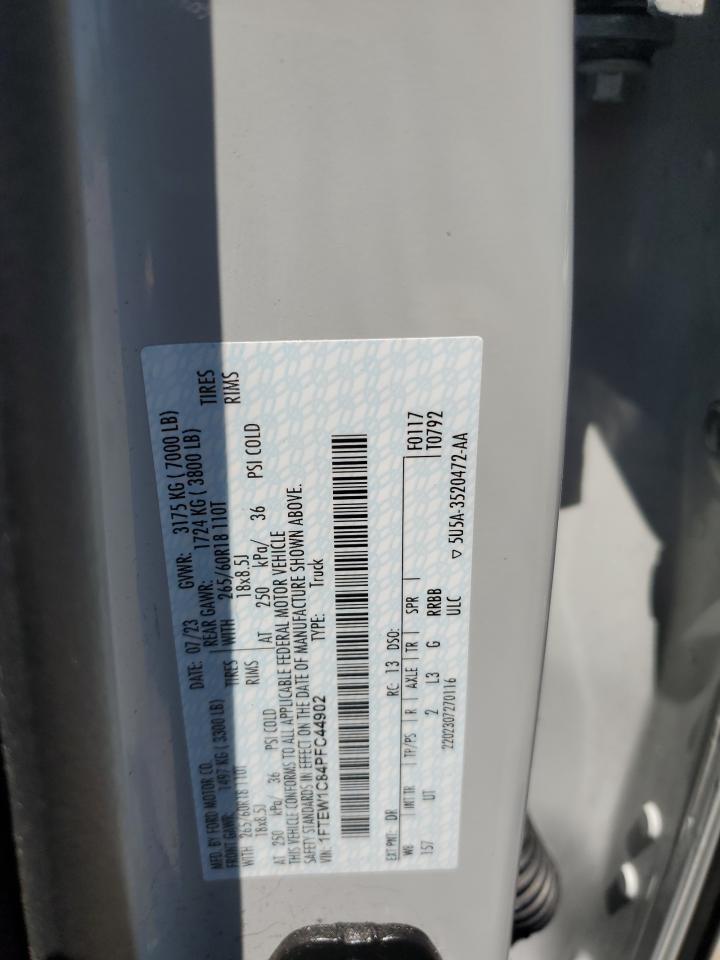 MFD. BY FORD MOTOR CO.
DATE: 07/23 GVWR: 3175 KG ( 7000 LB)
FRONT GAWR: 1497 KG ( 3300 LB) REAR GAWR: 1724 KG ( 3800 LB)
WITH 265/60R18 110T TIRES WITH 265/60R18 110T TIRES
18x8.5J RIMS 18x8.5J RIMS
AT 250 kPa/ 36 PSI COLD AT 250 kPa/ 36 PSI COLD
THIS VEHICLE CONFORMS TO ALL APPLICABLE FEDERAL MOTOR VEHICLE
SAFETY STANDARDS IN EFFECT ON THE DATE OF MANUFACTURE SHOWN ABOVE.
VIN: 1FTEW1C84PFC44902 TYPE: Truck
EXT PNT: DR RC: 13 DSO: F0117
WB INT TR TP/PS R AXLE TR SPR T0792
157 UT 2 L3 G RRBB
2202307270116 ULC ▽ 5U5A-3520472-AA